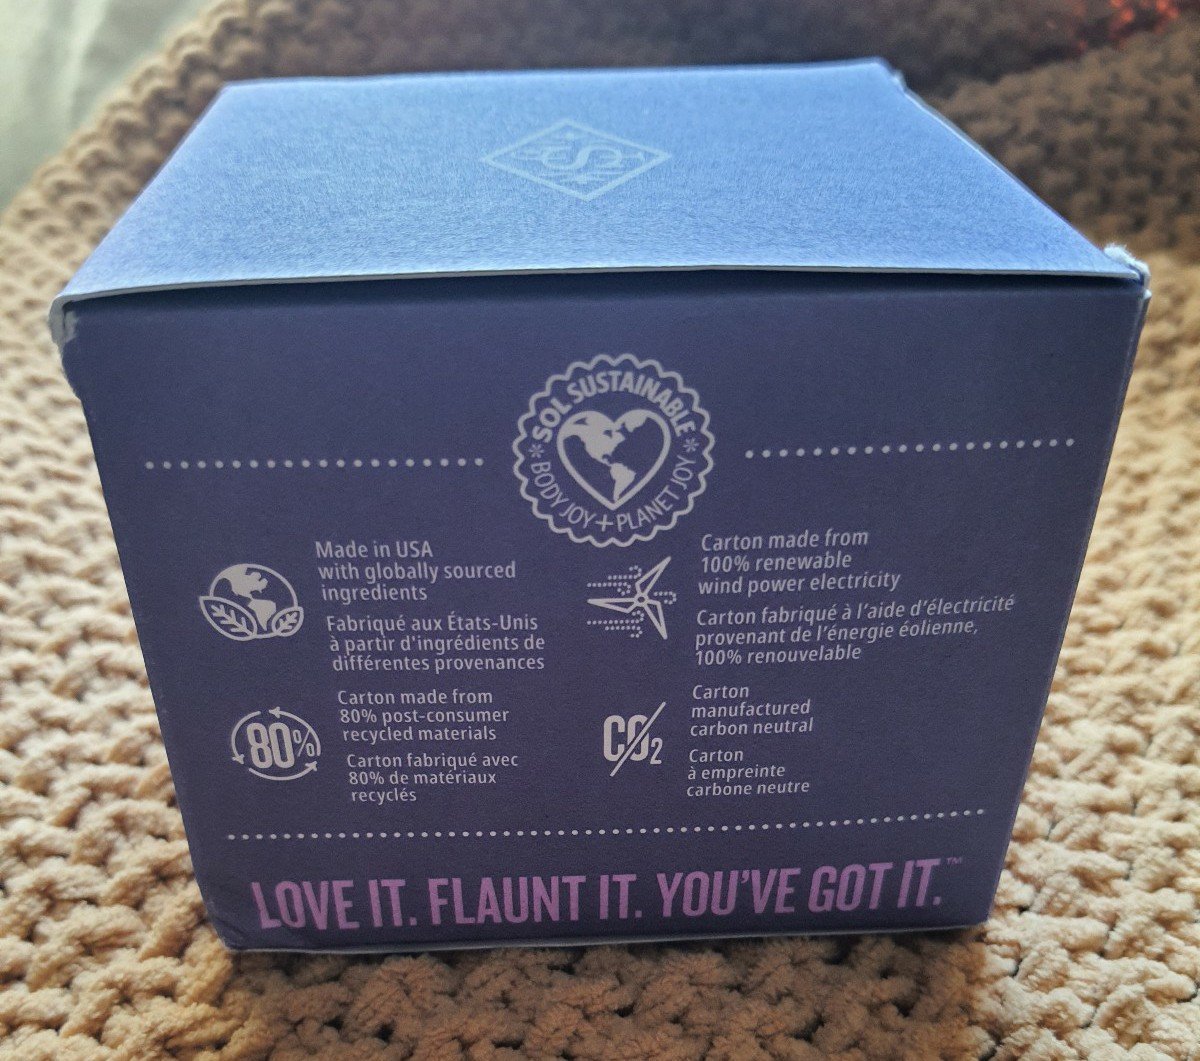 SOL SUSTAINABLE
BODY JOY + PLANET JOY
Made in USA
with globally sourced
ingredients
Fabriqué aux États-Unis
à partir d'ingrédients de
différentes provenances
Carton made from
100% renewable
wind power electricity
Carton fabriqué à l'aide d'électricité
provenant de l'énergie éolienne,
100% renouvelable
80%
Carton made from
80% post-consumer
recycled materials
Carton fabriqué avec
80% de matériaux
recyclés
CO2
Carton
manufactured
carbon neutral
Carton
à empreinte
carbone neutre
LOVE IT. FLAUNT IT. YOU'VE GOT IT.™